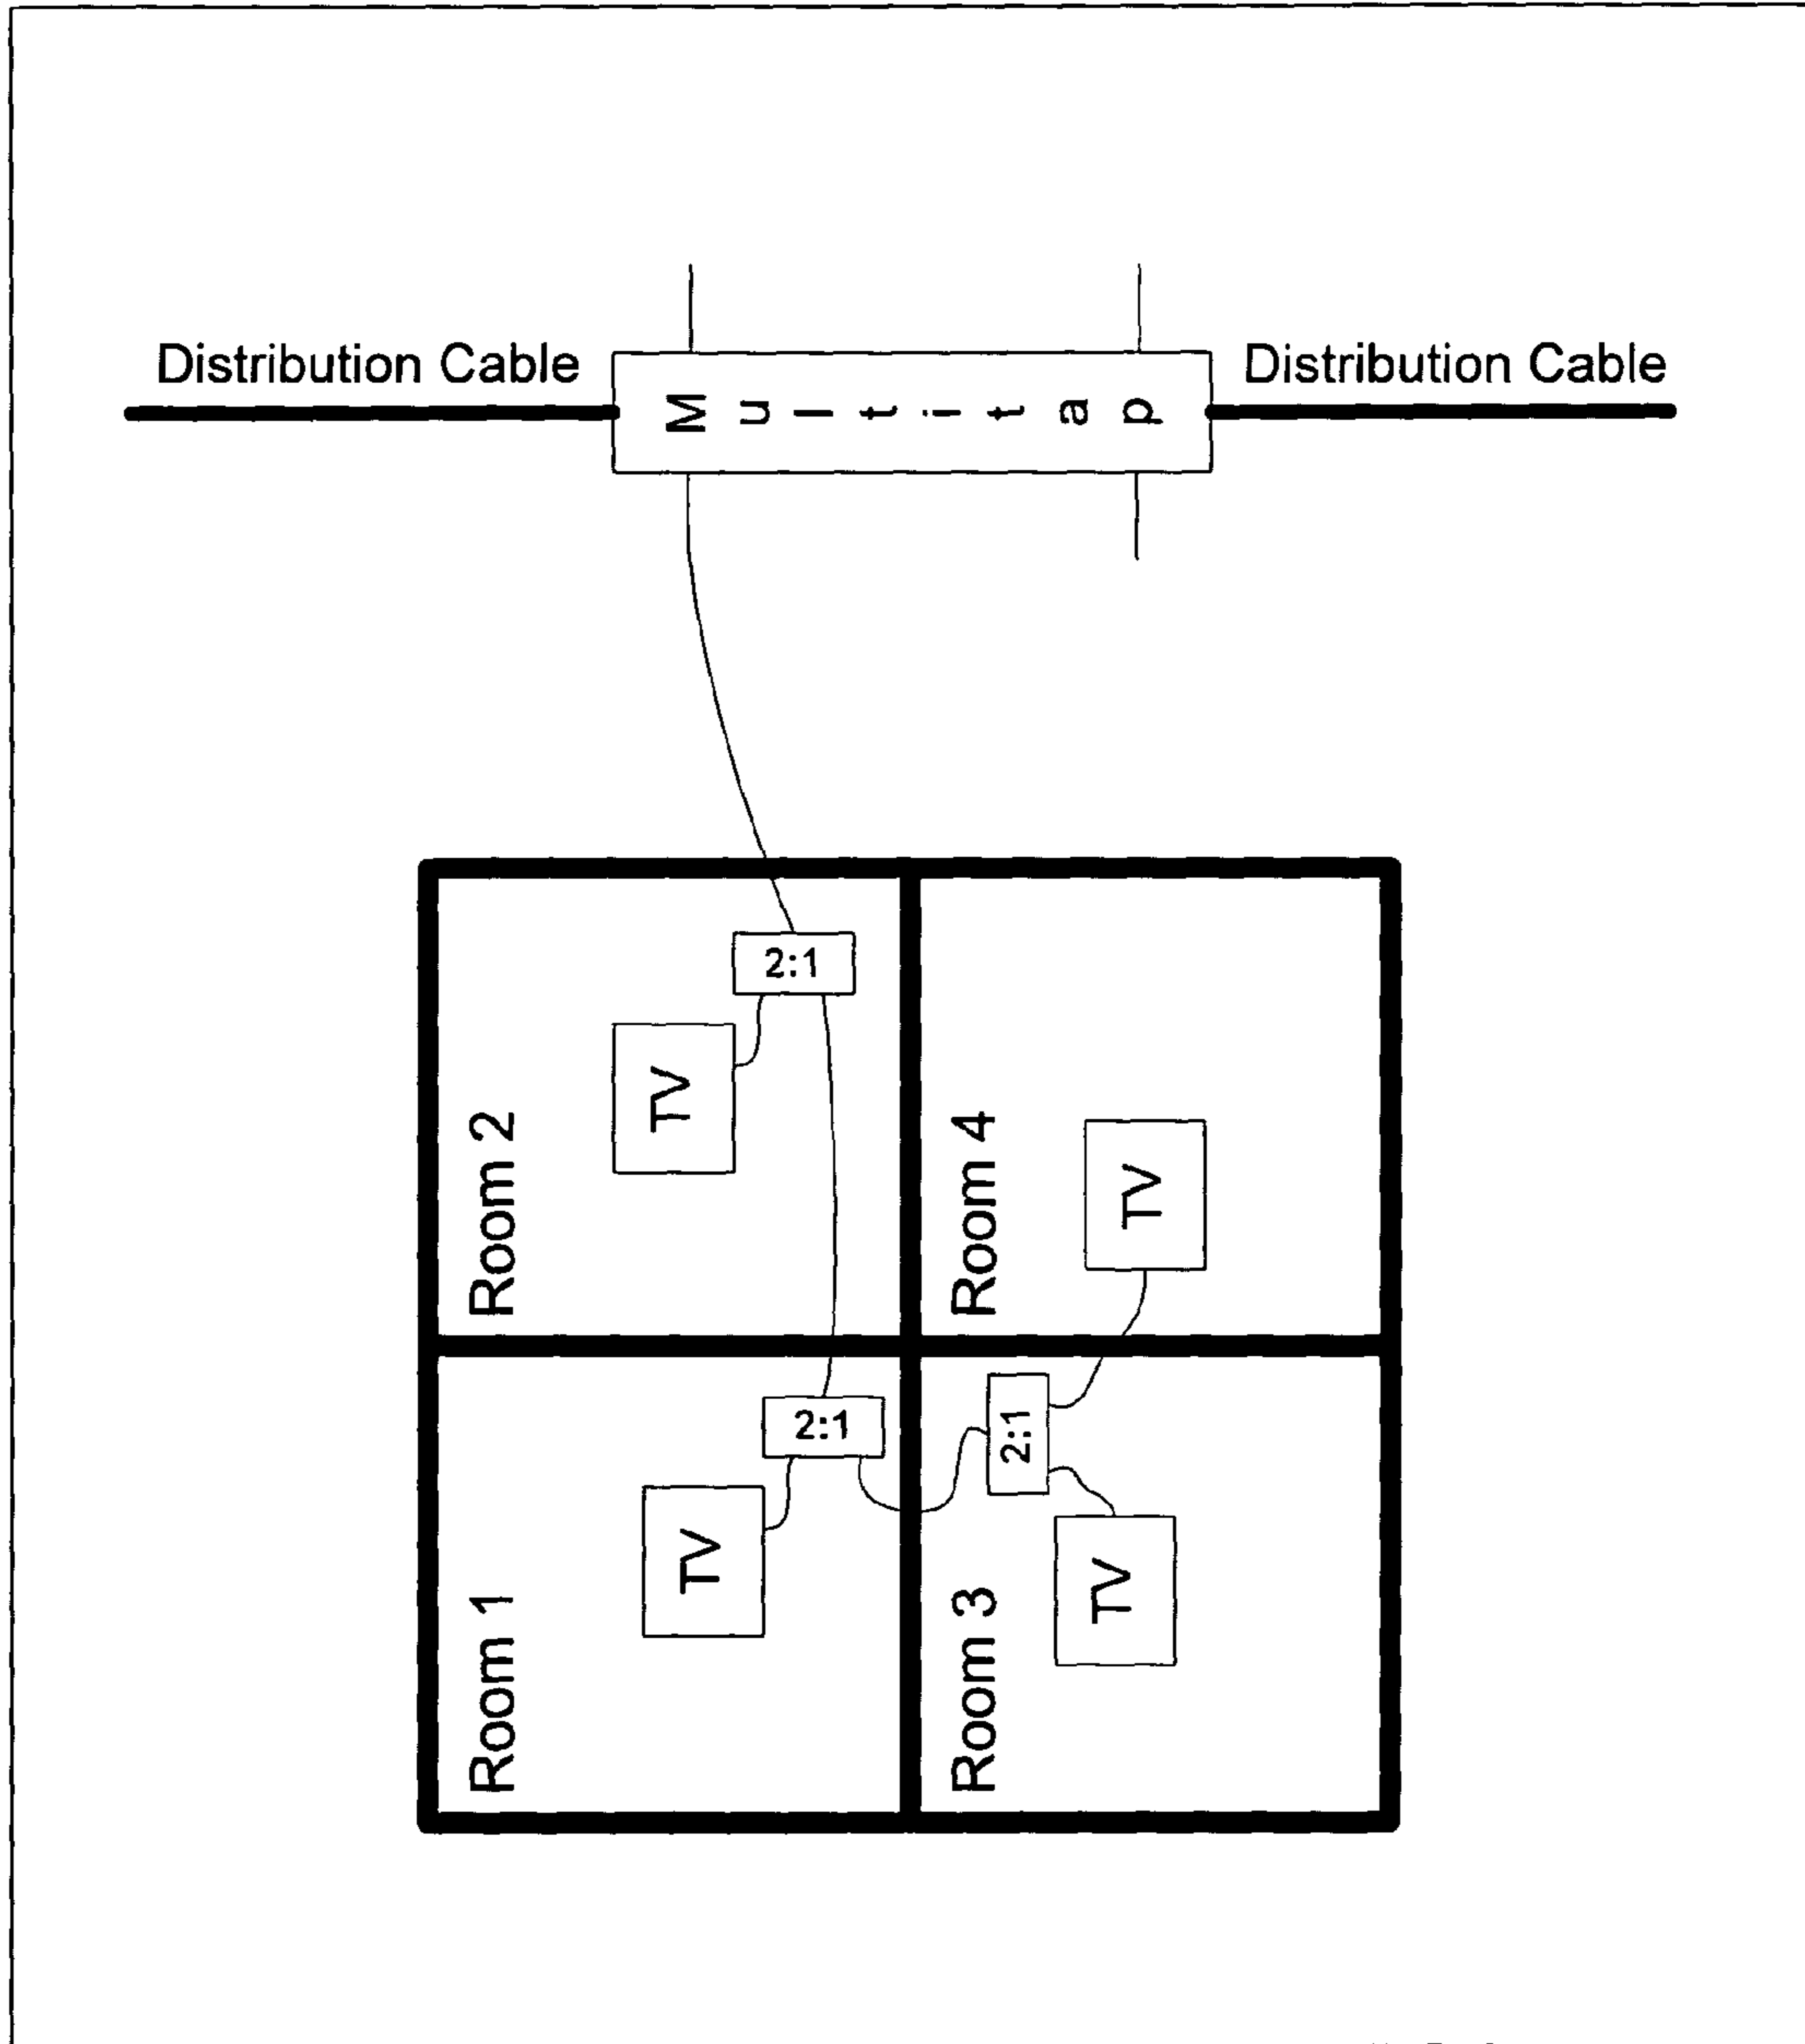 Distribution Cable
Multitap
Distribution Cable
2:1
TV
Room 2
Room 4
TV
2:1
2:1
TV
Room 1
Room 3
TV